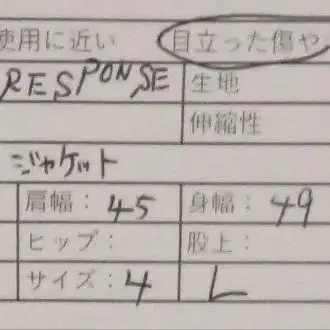 使用に近い 目立った傷や
RESPONSE 生地
伸縮性
ジャケット
肩幅: 45 身幅: 49
ヒップ: 股上:
サイズ: 4 L